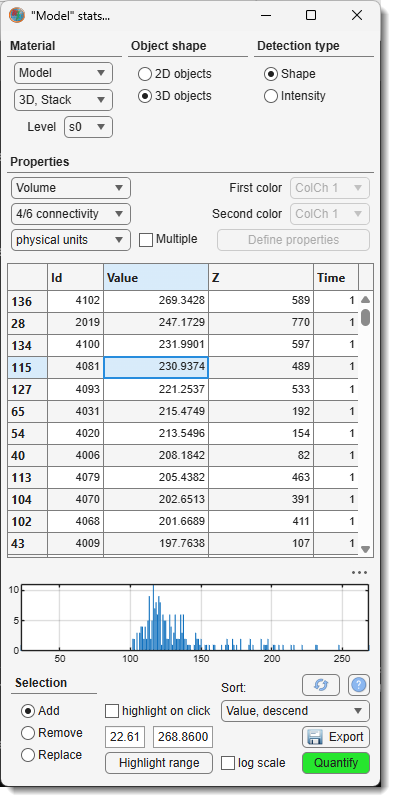 "Model" stats...
Material Object shape Detection type
Model 2D objects Shape
3D, Stack 3D objects Intensity
Level s0
Properties
Volume First color ColCh 1
4/6 connectivity Second color ColCh 1
physical units Multiple Define properties
Id Value Z Time
136 4102 269.3428 589 1
28 2019 247.1729 770 1
134 4100 231.9901 597 1
115 4081 230.9374 489 1
127 4093 221.2537 533 1
65 4031 215.4749 192 1
54 4020 213.5496 154 1
40 4006 208.1842 82 1
113 4079 205.4382 463 1
104 4070 202.6513 391 1
102 4068 201.6689 411 1
43 4009 197.7638 107 1
...
10
5
0
50 100 150 200 250
Selection Sort: ?
Add highlight on click Value, descend
Remove 22.61 268.8600 Export
Replace Highlight range log scale Quantify